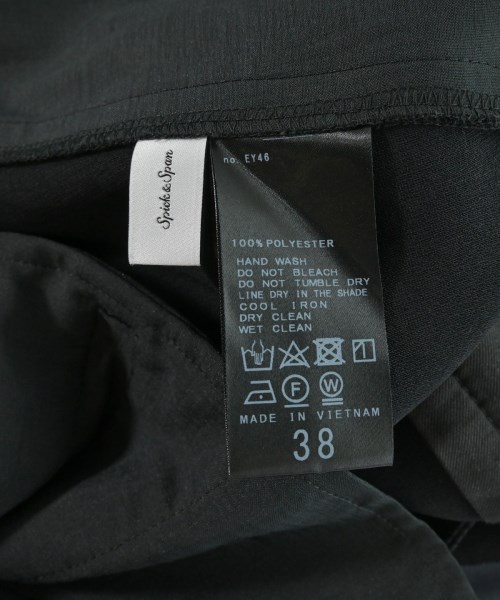 Spick & Span
no. EY46
100% POLYESTER
HAND WASH
DO NOT BLEACH
DO NOT TUMBLE DRY
LINE DRY IN THE SHADE
COOL IRON
DRY CLEAN
WET CLEAN
F W
MADE IN VIETNAM
38